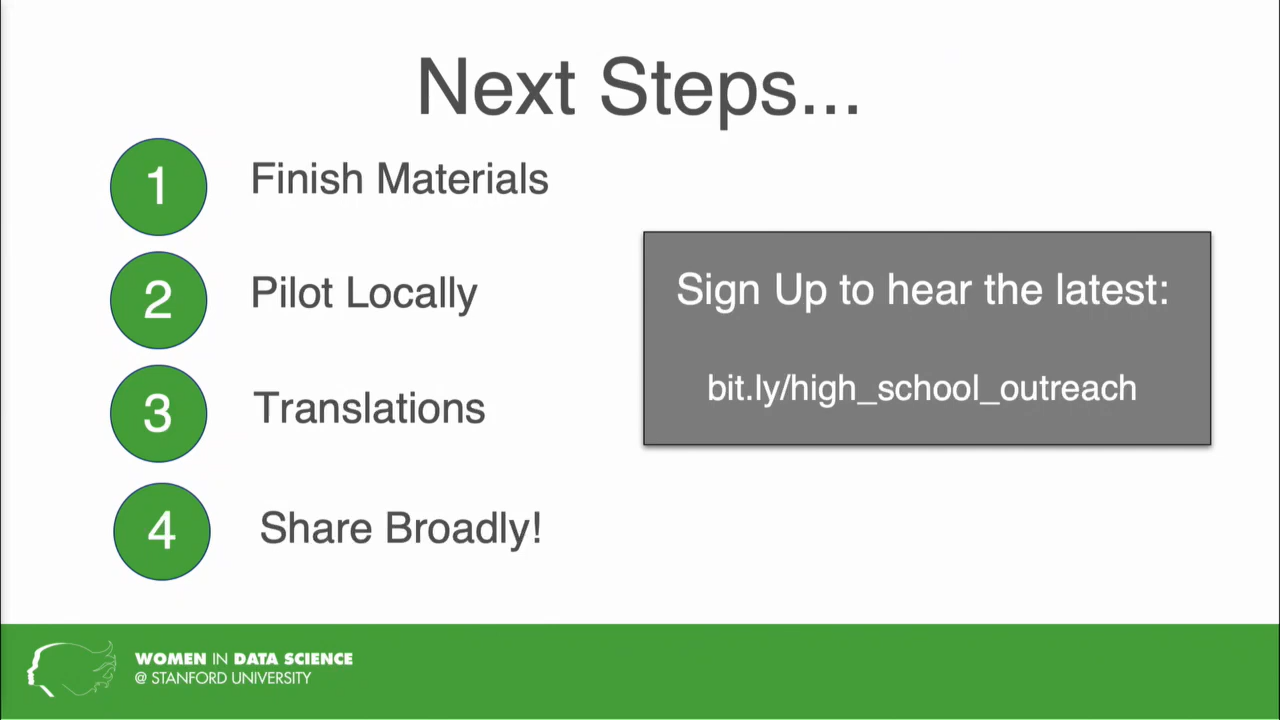 Next Steps...
1 Finish Materials
2 Pilot Locally
3 Translations
4 Share Broadly!
Sign Up to hear the latest:
bit.ly/high_school_outreach
WOMEN IN DATA SCIENCE
@ STANFORD UNIVERSITY